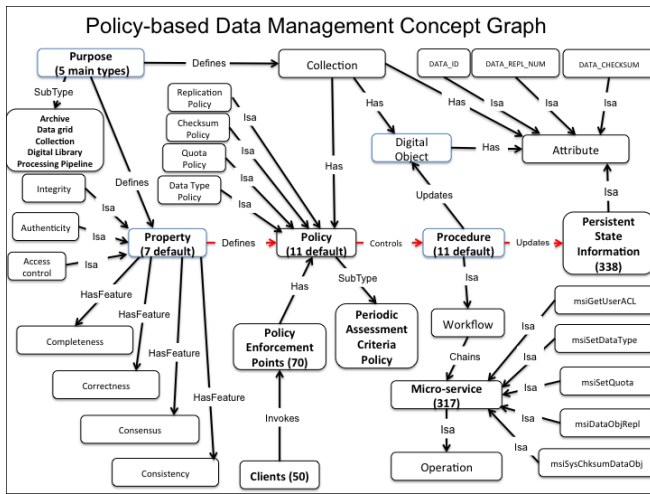 Policy-based Data Management Concept Graph
Purpose
(5 main types)
Defines
Collection
DATA_ID
DATA_REPL_NUM
DATA_CHECKSUM
SubType
Replication
Policy
Isa
Has
Has
Isa
Isa
Isa
Archive
Data grid
Collection
Digital Library
Processing Pipeline
Checksum
Policy
Isa
Digital
Object
Has
Attribute
Quota
Policy
Isa
Has
Integrity
Defines
Data Type
Policy
Isa
Updates
Isa
Isa
Authenticity
Isa
Property
(7 default)
Defines
Policy
(11 default)
Controls
Procedure
(11 default)
Updates
Persistent
State
Information
(338)
Access
control
Isa
HasFeature
Has
SubType
Isa
msiGetUserACL
HasFeature
Periodic
Assessment
Criteria
Policy
Workflow
Isa
Completeness
HasFeature
Policy
Enforcement
Points (70)
Chains
Isa
msiSetDataType
Correctness
HasFeature
Micro-service
(317)
Isa
msiSetQuota
Consensus
Invokes
Isa
Isa
msiDataObjRepl
Consistency
Clients (50)
Operation
Isa
msiSysChksumDataObj